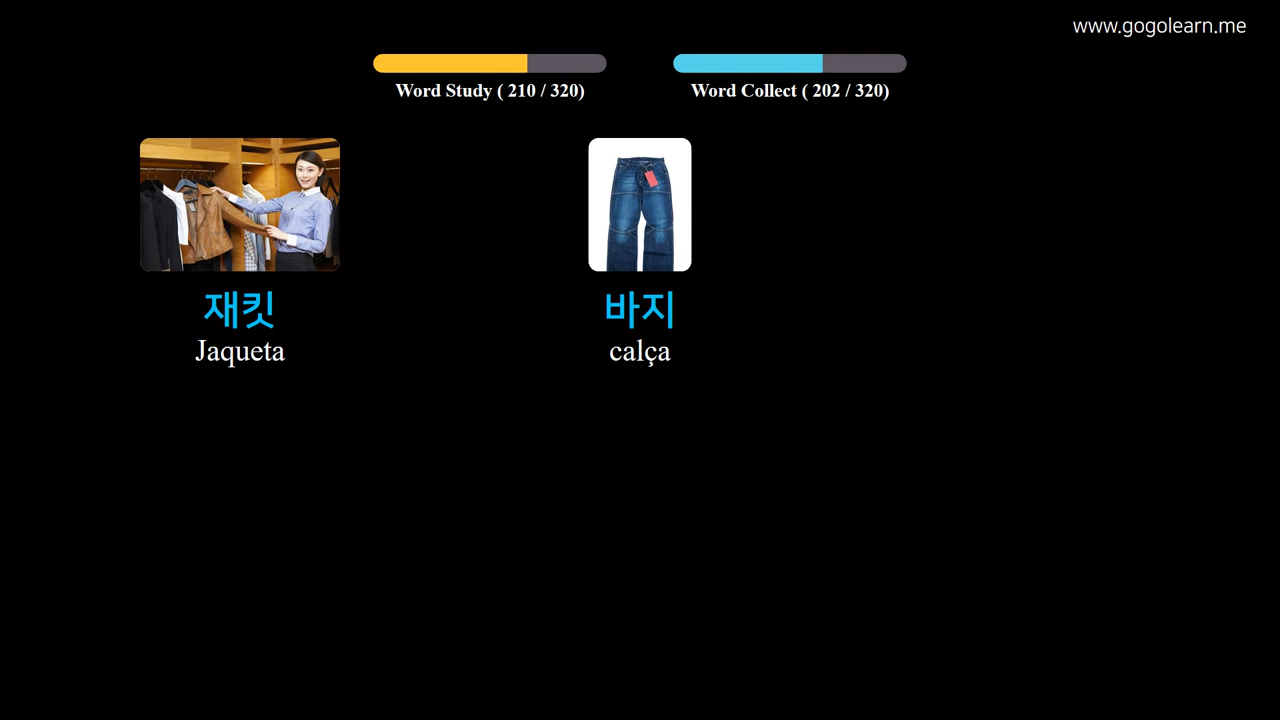 www.gogolearn.me
Word Study ( 210 / 320)
Word Collect ( 202 / 320)
재킷
Jaqueta
바지
calça